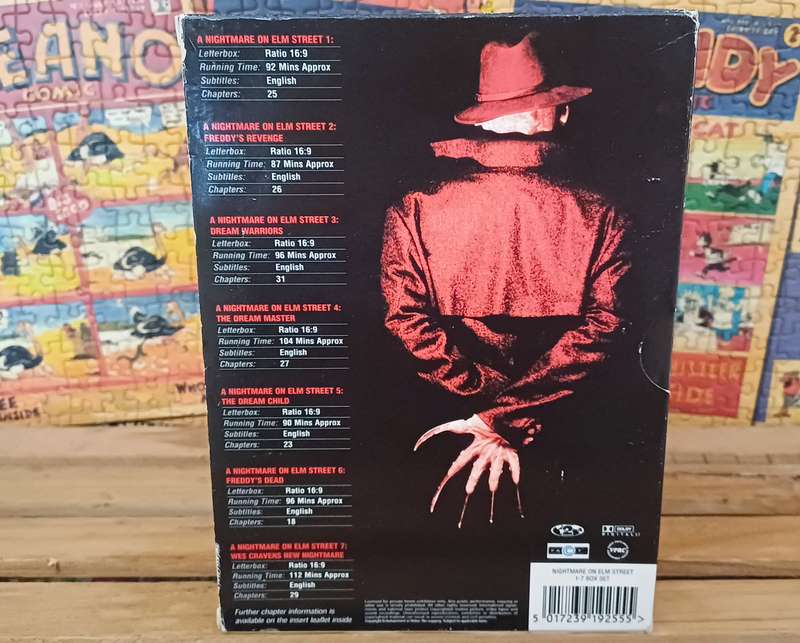 EANO
COMIC
NDY
CAT
A NIGHTMARE ON ELM STREET 1:
Letterbox: Ratio 16:9
Running Time: 92 Mins Approx
Subtitles: English
Chapters: 25
A NIGHTMARE ON ELM STREET 2:
FREDDY'S REVENGE
Letterbox: Ratio 16:9
Running Time: 87 Mins Approx
Subtitles: English
Chapters: 26
A NIGHTMARE ON ELM STREET 3:
DREAM WARRIORS
Letterbox: Ratio 16:9
Running Time: 96 Mins Approx
Subtitles: English
Chapters: 31
A NIGHTMARE ON ELM STREET 4:
THE DREAM MASTER
Letterbox: Ratio 16:9
Running Time: 104 Mins Approx
Subtitles: English
Chapters: 27
A NIGHTMARE ON ELM STREET 5:
THE DREAM CHILD
Letterbox: Ratio 16:9
Running Time: 90 Mins Approx
Subtitles: English
Chapters: 23
A NIGHTMARE ON ELM STREET 6:
FREDDY'S DEAD
Letterbox: Ratio 16:9
Running Time: 96 Mins Approx
Subtitles: English
Chapters: 18
A NIGHTMARE ON ELM STREET 7:
WES CRAVENS NEW NIGHTMARE
Letterbox: Ratio 16:9
Running Time: 112 Mins Approx
Subtitles: English
Chapters: 29
Further chapter information is
available on the insert leaflet inside
DOLBY
DIGITAL
VPRC
NIGHTMARE ON ELM STREET
1-7 BOX SET
5 017239 192555 >